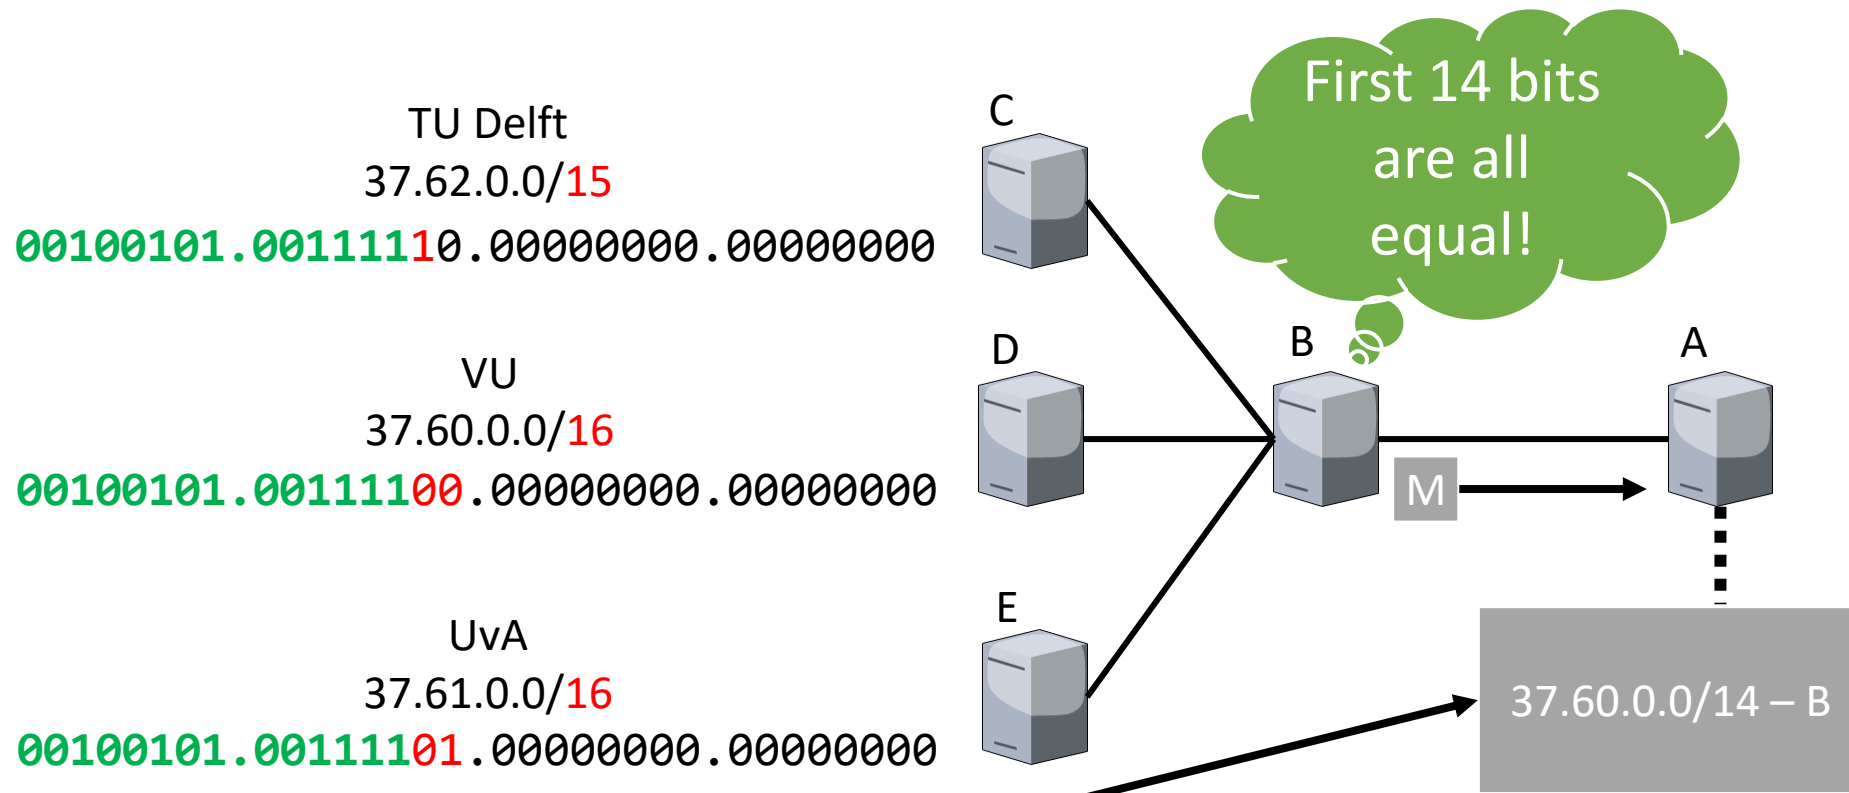 First 14 bits
are all
equal!
C
TU Delft
37.62.0.0/15
00100101.00111110.00000000.00000000
D
B
A
VU
37.60.0.0/16
00100101.00111100.00000000.00000000
M
E
UvA
37.61.0.0/16
00100101.00111101.00000000.00000000
37.60.0.0/14 – B